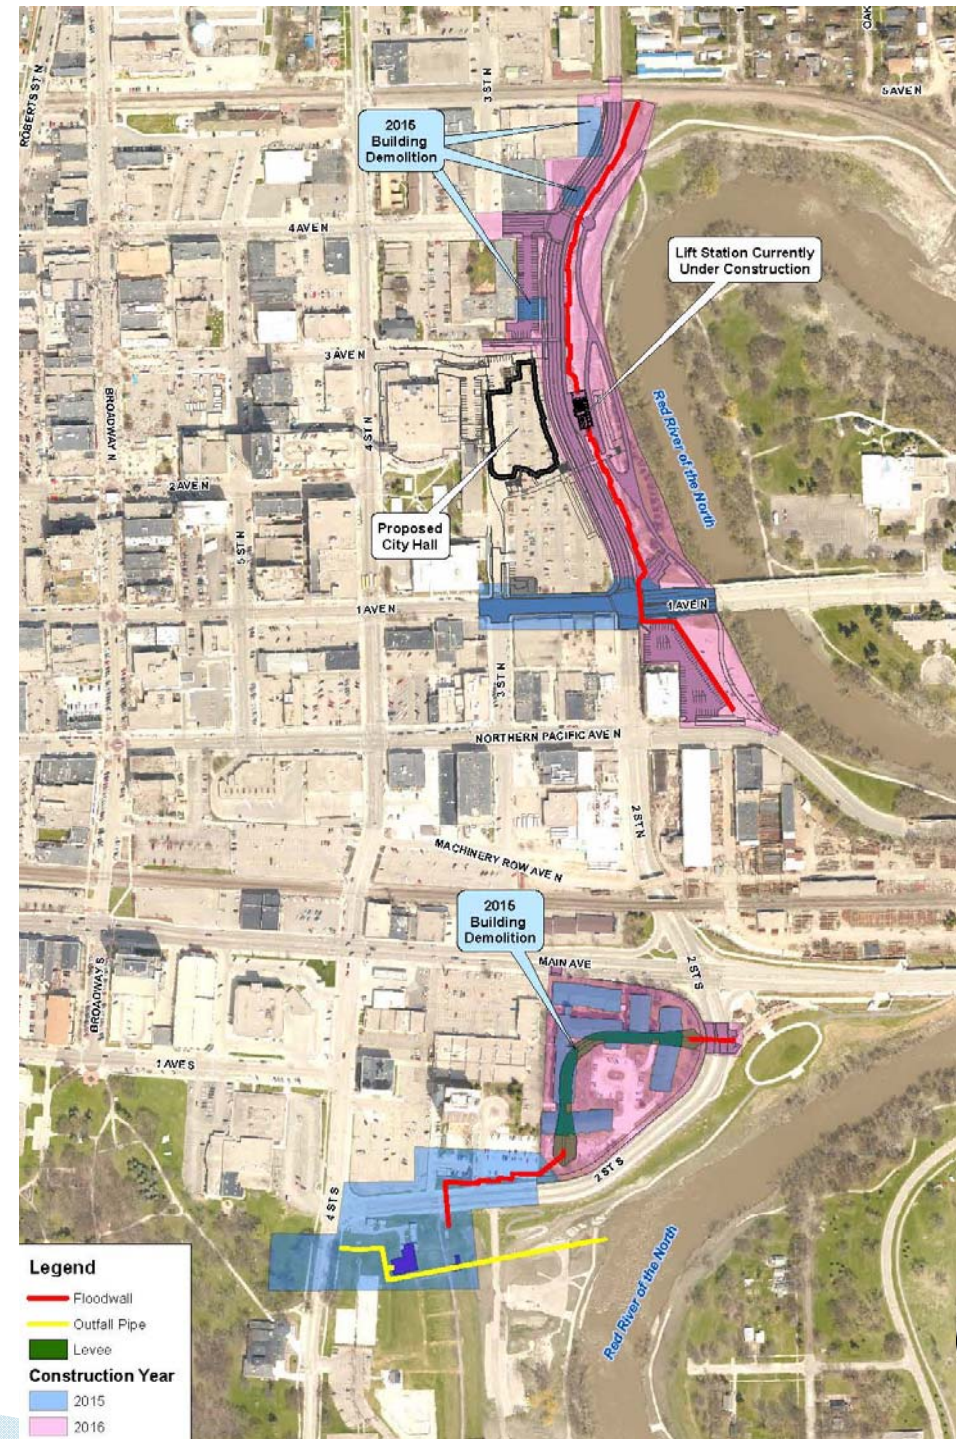 OAK
5 AVE N
ROBERTS ST N
3 ST N
2015
Building
Demolition
4 AVE N
Lift Station Currently
Under Construction
3 AVE N
BROADWAY N
4 ST N
Red River of the North
2 AVE N
5 ST N
Proposed
City Hall
1 AVE N
1 AVE N
3 ST N
NORTHERN PACIFIC AVE N
2 ST N
MACHINERY ROW AVE N
2015
Building
Demolition
MAIN AVE
2 ST S
BROADWAY S
1 AVE S
2 ST S
4 ST S
Red River of the North
Legend
Floodwall
Outfall Pipe
Levee
Construction Year
2015
2016